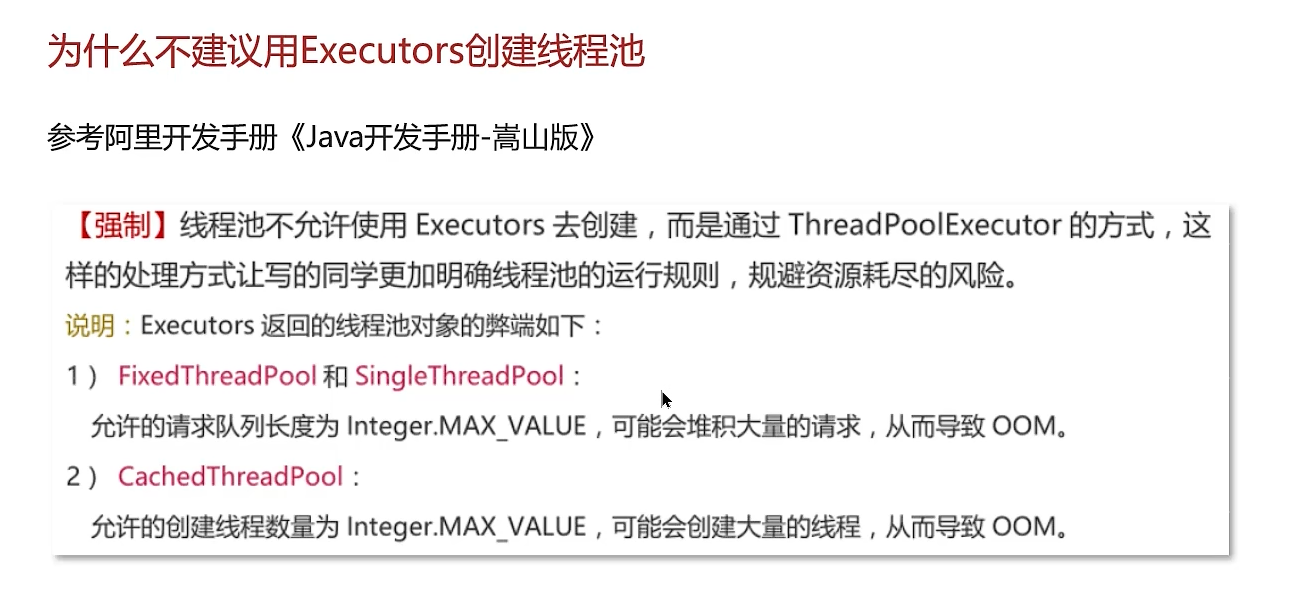 为什么不建议用Executors创建线程池
参考阿里开发手册《Java开发手册-嵩山版》
【强制】线程池不允许使用 Executors 去创建，而是通过 ThreadPoolExecutor 的方式，这
样的处理方式让写的同学更加明确线程池的运行规则，规避资源耗尽的风险。
说明：Executors 返回的线程池对象的弊端如下：
1） FixedThreadPool 和 SingleThreadPool：
允许的请求队列长度为 Integer.MAX_VALUE，可能会堆积大量的请求，从而导致 OOM。
2） CachedThreadPool：
允许的创建线程数量为 Integer.MAX_VALUE，可能会创建大量的线程，从而导致 OOM。